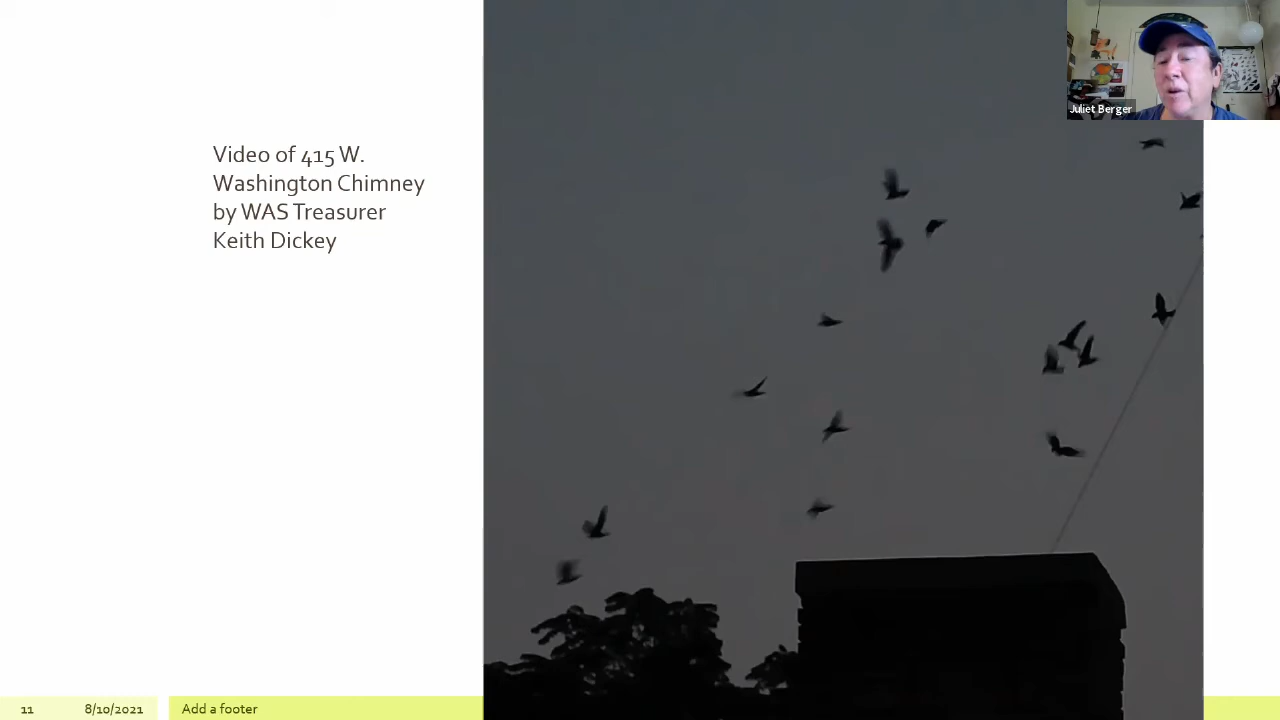 Juliet Berger
Video of 415 W.
Washington Chimney
by WAS Treasurer
Keith Dickey
11
8/10/2021
Add a footer